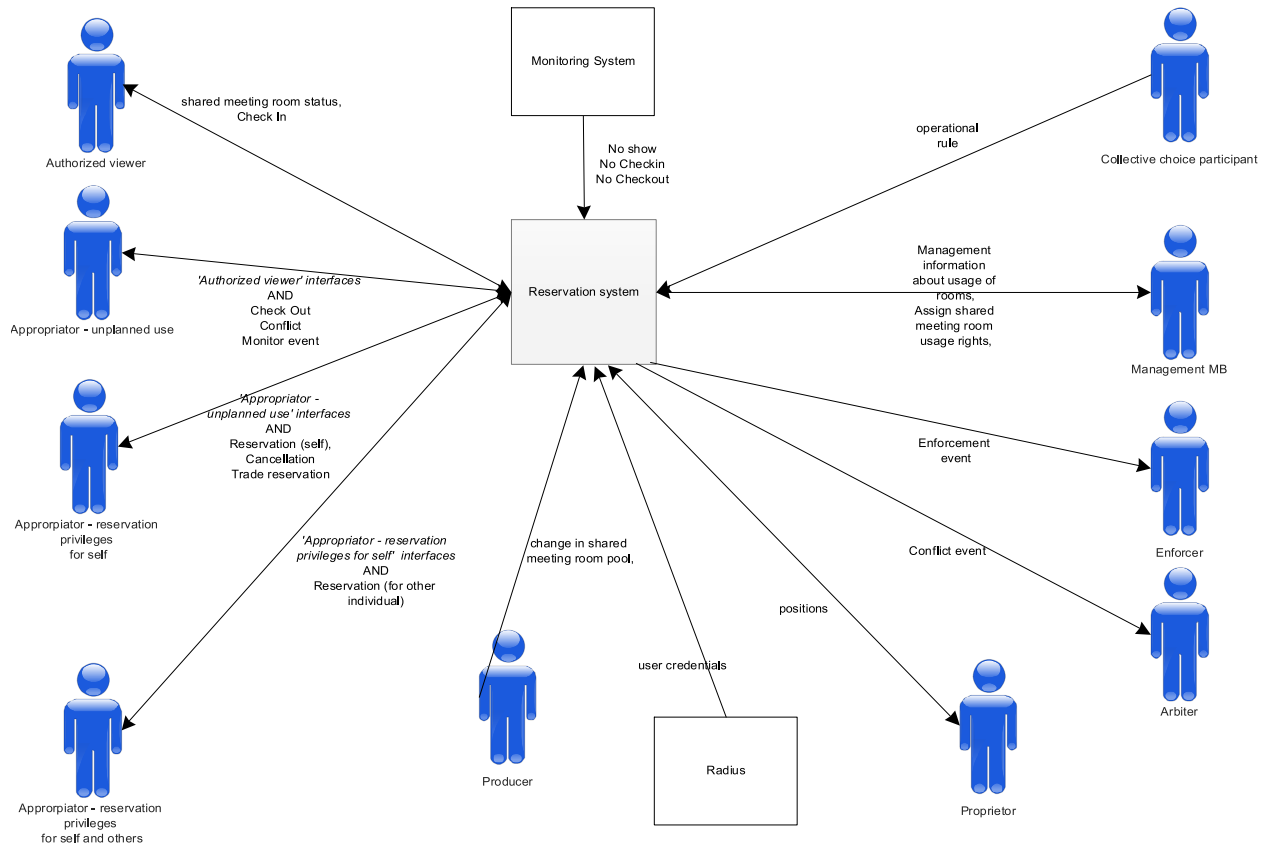 Monitoring System
shared meeting room status,
Check In
Authorized viewer
operational
rule
Collective choice participant
No show
No Checkin
No Checkout
'Authorized viewer' interfaces
AND
Check Out
Conflict
Monitor event
Appropriator - unplanned use
Reservation system
Management
information
about usage of
rooms,
Assign shared
meeting room
usage rights,
Management MB
'Appropriator -
unplanned use' interfaces
AND
Reservation (self),
Cancellation
Trade reservation
Approrpiator - reservation
privileges
for self
Enforcement
event
Enforcer
'Appropriator - reservation
privileges for self' interfaces
AND
Reservation (for other
individual)
change in shared
meeting room pool,
Conflict event
positions
user credentials
Arbiter
Approrpiator - reservation
privileges
for self and others
Producer
Radius
Proprietor